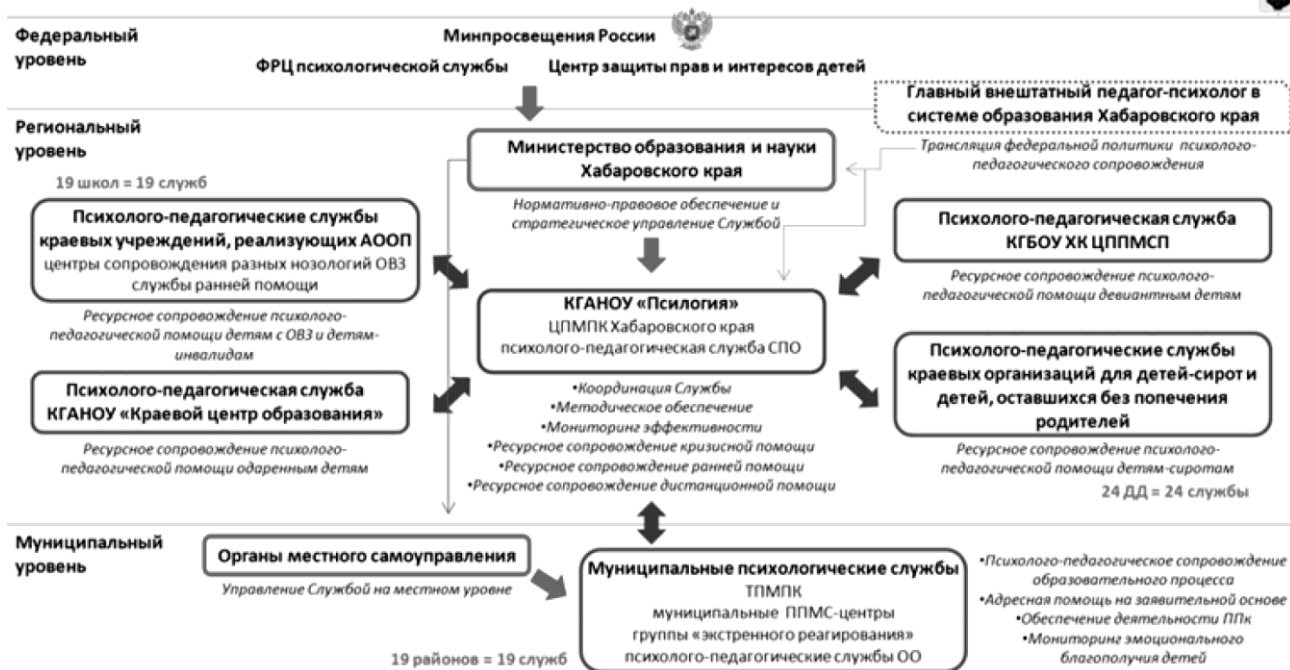 Федеральный
уровень
Минпросвещения России
ФРЦ психологической службы
Центр защиты прав и интересов детей
Главный внештатный педагог-психолог в
системе образования Хабаровского края
Трансляция федеральной политики психолого-
педагогического сопровождения
Региональный
уровень
Министерство образования и науки
Хабаровского края
Нормативно-правовое обеспечение и
стратегическое управление Службой
19 школ = 19 служб
Психолого-педагогические службы
краевых учреждений, реализующих АООП
центры сопровождения разных нозологий ОВЗ
службы ранней помощи
Ресурсное сопровождение психолого-
педагогической помощи детям с ОВЗ и детям-
инвалидам
Психолого-педагогическая служба
КГАНОУ «Краевой центр образования»
Ресурсное сопровождение психолого-
педагогической помощи одаренным детям
КГАНОУ «Псилогия»
ЦПМПК Хабаровского края
психолого-педагогическая служба СПО
•Координация Службы
•Методическое обеспечение
•Мониторинг эффективности
•Ресурсное сопровождение кризисной помощи
•Ресурсное сопровождение ранней помощи
•Ресурсное сопровождение дистанционной помощи
Психолого-педагогическая служба
КГБОУ ХК ЦППМСП
Ресурсное сопровождение психолого-
педагогической помощи девиантным детям
Психолого-педагогические службы
краевых организаций для детей-сирот и
детей, оставшихся без попечения
родителей
Ресурсное сопровождение психолого-
педагогической помощи детям-сиротам
24 ДД = 24 службы
Муниципальный
уровень
Органы местного самоуправления
Управление Службой на местном уровне
19 районов = 19 служб
Муниципальные психологические службы
ТПМПК
муниципальные ППМС-центры
группы «экстренного реагирования»
психолого-педагогические службы ОО
•Психолого-педагогическое сопровождение
образовательного процесса
•Адресная помощь на заявительной основе
•Обеспечение деятельности ППк
•Мониторинг эмоционального
благополучия детей